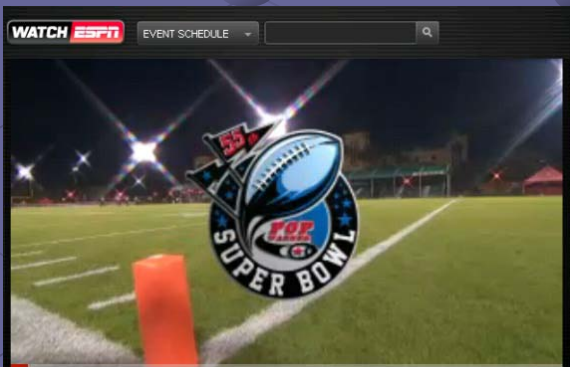 WATCH ESPN
EVENT SCHEDULE
55th
POP
WARNER
SUPER BOWL